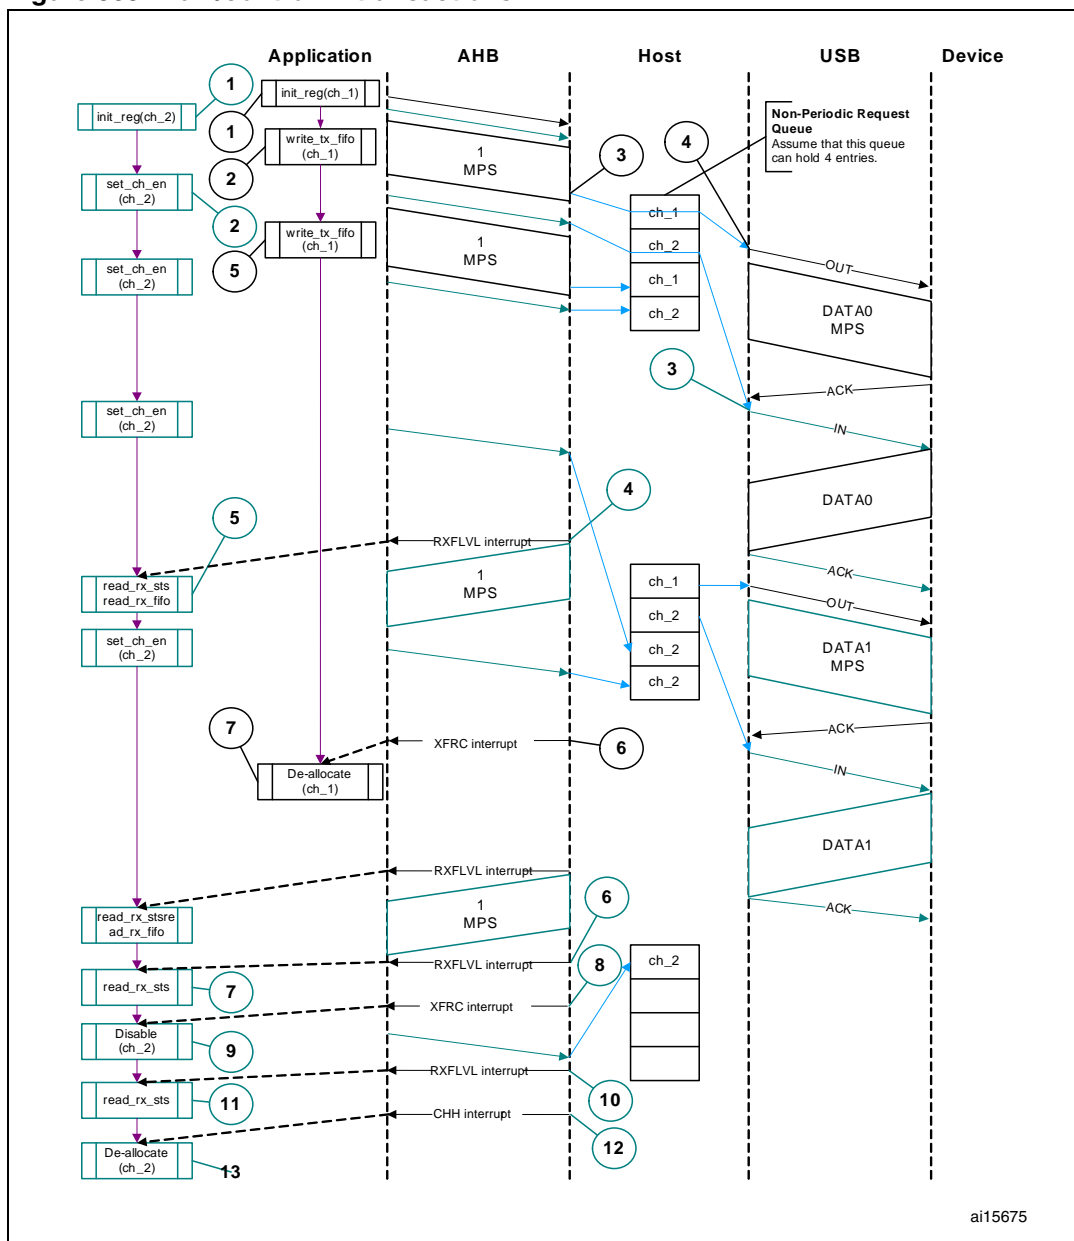 Application
AHB
Host
USB
Device
1
init_reg(ch_1)
init_reg(ch_2)
1
Non-Periodic Request
Queue
Assume that this queue
can hold 4 entries.
write_tx_fifo
(ch_1)
1
MPS
3
4
2
set_ch_en
(ch_2)
ch_1
2
write_tx_fifo
(ch_1)
1
MPS
ch_2
5
set_ch_en
(ch_2)
OUT
ch_1
ch_2
DATA0
MPS
3
ACK
set_ch_en
(ch_2)
IN
4
DATA0
5
RXFLVL interrupt
read_rx_sts
read_rx_fifo
1
MPS
ch_1
ACK
OUT
ch_2
set_ch_en
(ch_2)
ch_2
DATA1
MPS
ch_2
7
ACK
XFRC interrupt
6
IN
De-allocate
(ch_1)
DATA1
RXFLVL interrupt
6
ACK
read_rx_stsre
ad_rx_fifo
1
MPS
RXFLVL interrupt
8
ch_2
read_rx_sts
7
XFRC interrupt
Disable
(ch_2)
9
RXFLVL interrupt
read_rx_sts
11
10
CHH interrupt
12
De-allocate
(ch_2)
13
ai15675